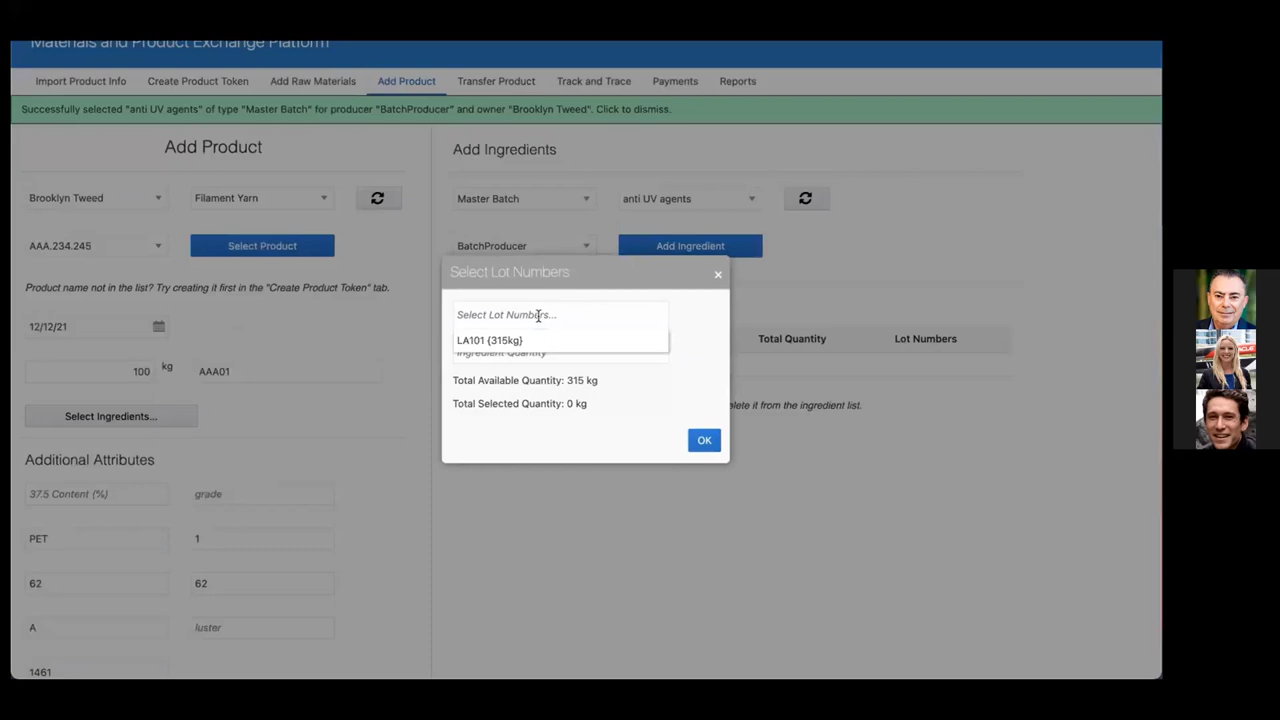 Materials and Product Exchange Platform
Import Product Info Create Product Token Add Raw Materials Add Product Transfer Product Track and Trace Payments Reports
Successfully selected "anti UV agents" of type "Master Batch" for producer "BatchProducer" and owner "Brooklyn Tweed". Click to dismiss.
Add Product
Add Ingredients
Brooklyn Tweed Filament Yarn
Master Batch anti UV agents
AAA.234.245 Select Product
BatchProducer Add Ingredient
Product name not in the list? Try creating it first in the "Create Product Token" tab.
Select Lot Numbers ×
Select Lot Numbers...
LA101 {315kg}
Ingredient Quantity
Total Available Quantity: 315 kg
Total Selected Quantity: 0 kg
OK
12/12/21
Total Quantity Lot Numbers
100 kg AAA01
elete it from the ingredient list.
Select Ingredients...
Additional Attributes
37.5 Content (%) grade
PET 1
62 62
A luster
1461